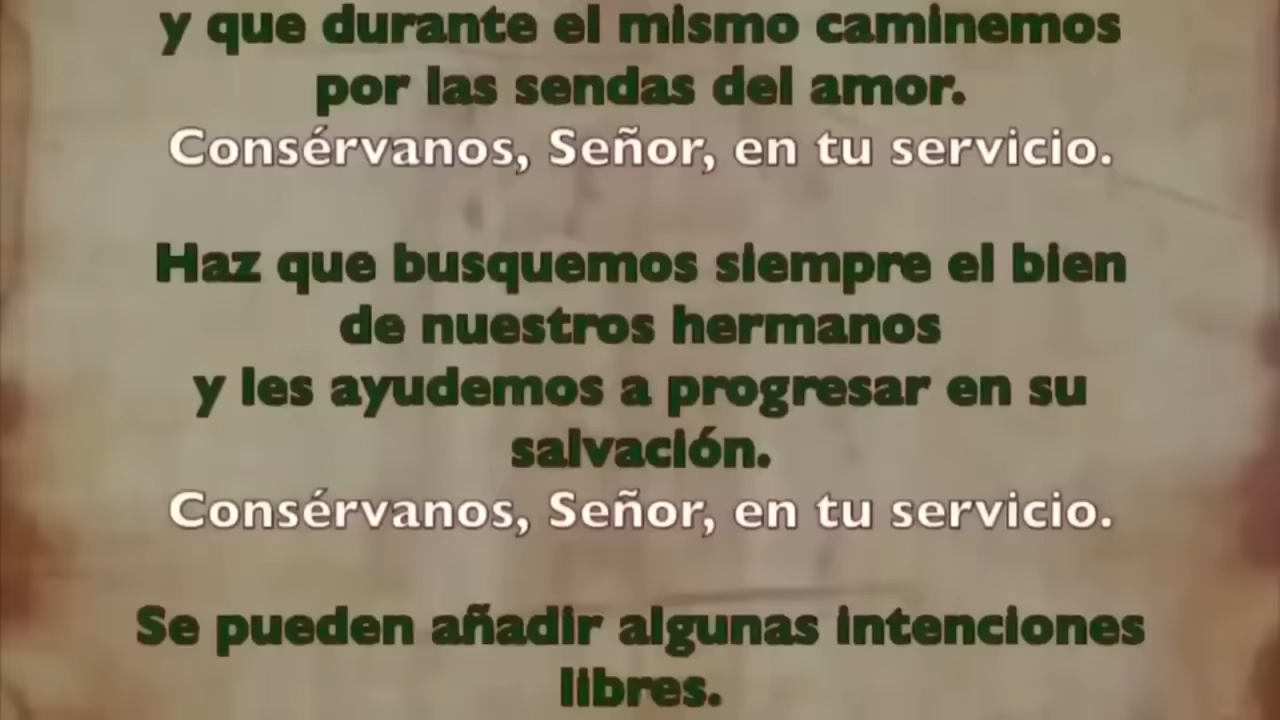 y que durante el mismo caminemos
por las sendas del amor.
Consérvanos, Señor, en tu servicio.
Haz que busquemos siempre el bien
de nuestros hermanos
y les ayudemos a progresar en su
salvación.
Consérvanos, Señor, en tu servicio.
Se pueden añadir algunas intenciones
libres.